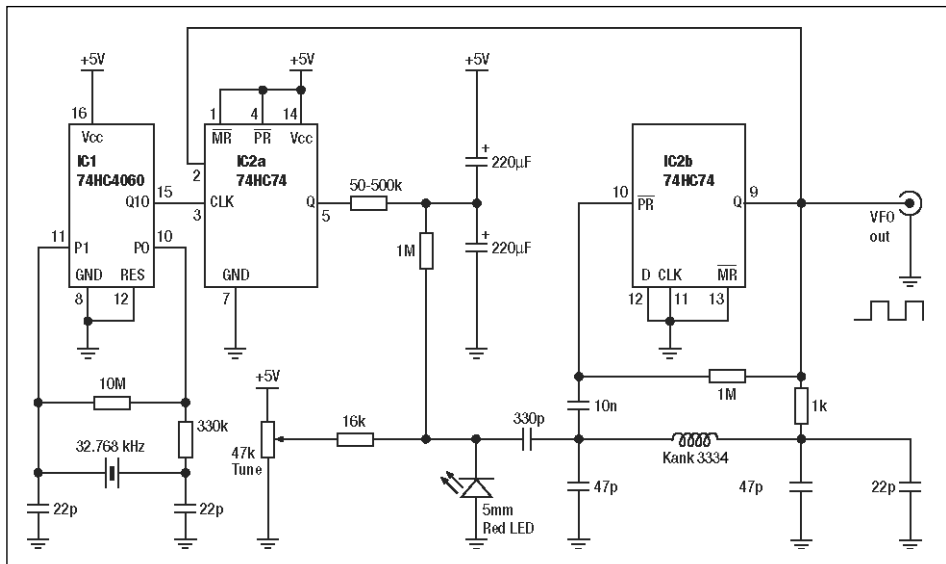 +5V
+5V
+5V
16
Vcc
IC1
74HC4060
Q10
15
11
10
P1
P0
GND
RES
8
12
1
4
14
MR
PR
Vcc
IC2a
74HC74
2
3
CLK
Q
5
GND
7
50-500k
1M
+
220µF
+
220µF
IC2b
74HC74
10
PR
Q
9
D
CLK
MR
12
11
13
VFO
out
10M
330k
32.768 kHz
22p
22p
+5V
47k
Tune
16k
330p
10n
1M
1k
Kank 3334
5mm
Red LED
47p
47p
22p